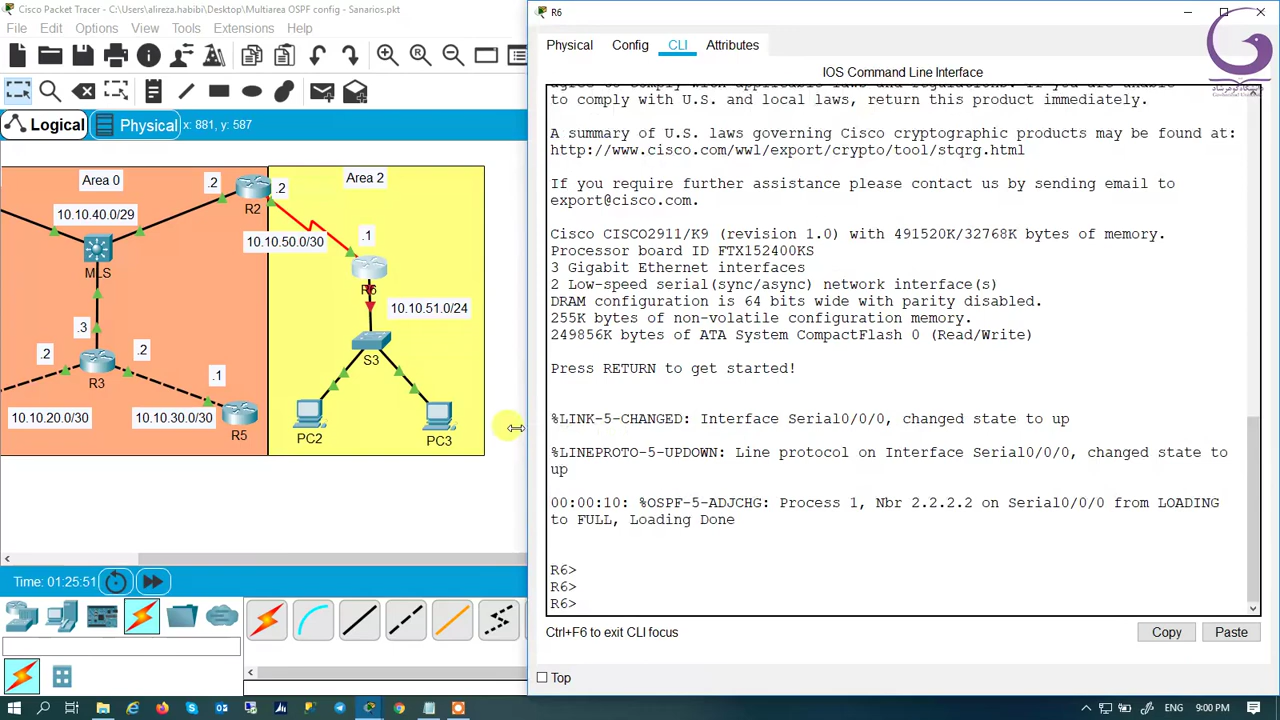 Cisco Packet Tracer - C:\Users\alireza.habibi\Desktop\Multiarea OSPF config - Sanarios.pkt
File Edit Options View Tools Extensions Help
Logical Physical x: 881, y: 587
Area 0
.2
.2
Area 2
R2
10.10.40.0/29
10.10.50.0/30
.1
MLS
R6
10.10.51.0/24
.3
.2
.2
R3
S3
.1
10.10.20.0/30
10.10.30.0/30
R5
PC2
PC3
Time: 01:25:51
R6
Physical Config CLI Attributes
IOS Command Line Interface
to comply with U.S. and local laws, return this product immediately.
A summary of U.S. laws governing Cisco cryptographic products may be found at:
http://www.cisco.com/wwl/export/crypto/tool/stqrg.html
If you require further assistance please contact us by sending email to
export@cisco.com.
Cisco CISCO2911/K9 (revision 1.0) with 491520K/32768K bytes of memory.
Processor board ID FTX152400KS
3 Gigabit Ethernet interfaces
2 Low-speed serial(sync/async) network interface(s)
DRAM configuration is 64 bits wide with parity disabled.
255K bytes of non-volatile configuration memory.
249856K bytes of ATA System CompactFlash 0 (Read/Write)
Press RETURN to get started!
%LINK-5-CHANGED: Interface Serial0/0/0, changed state to up
%LINEPROTO-5-UPDOWN: Line protocol on Interface Serial0/0/0, changed state to
up
00:00:10: %OSPF-5-ADJCHG: Process 1, Nbr 2.2.2.2 on Serial0/0/0 from LOADING
to FULL, Loading Done
R6>
R6>
R6>
Ctrl+F6 to exit CLI focus
Copy Paste
Top
ENG 9:00 PM